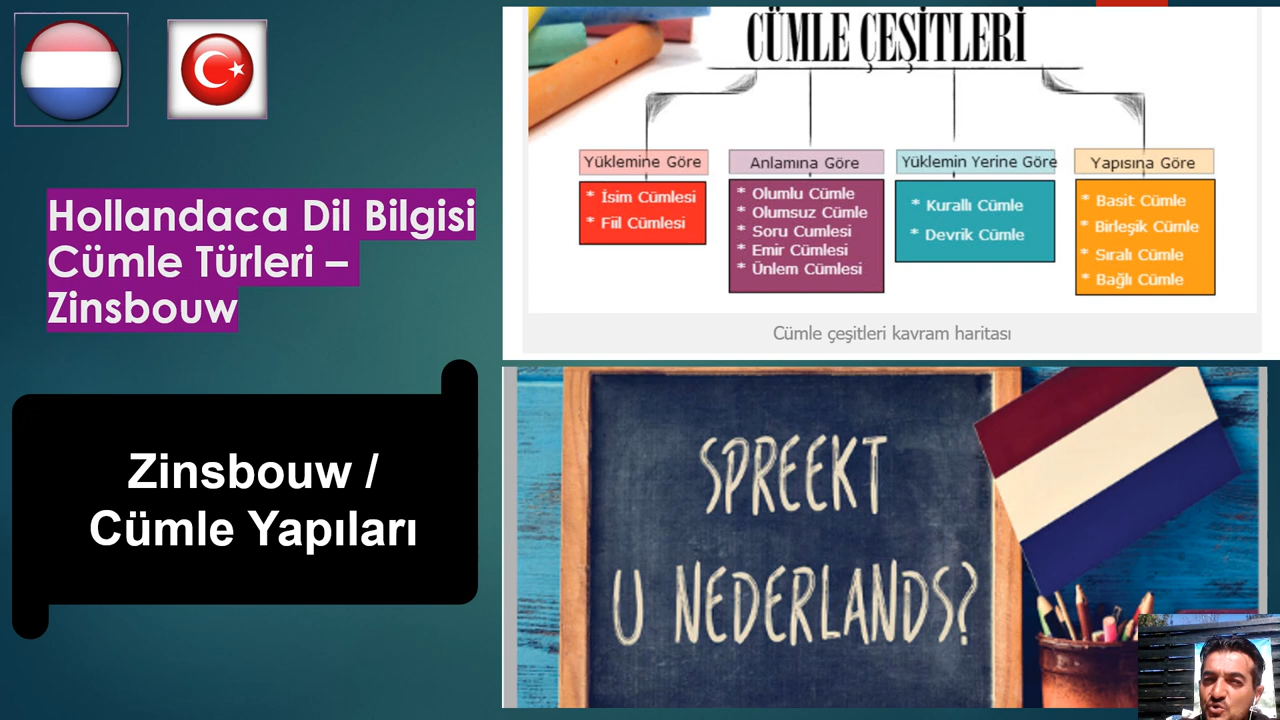 Hollandaca Dil Bilgisi
Cümle Türleri –
Zinsbouw
Zinsbouw /
Cümle Yapıları
CÜMLE ÇEŞİTLERİ
Yüklemine Göre
* İsim Cümlesi
* Fiil Cümlesi
Anlamına Göre
* Olumlu Cümle
* Olumsuz Cümle
* Soru Cumlesi
* Emir Cümlesi
* Ünlem Cümlesi
Yüklemin Yerine Göre
* Kurallı Cümle
* Devrik Cümle
Yapısına Göre
* Basit Cümle
* Birleşik Cümle
* Sıralı Cümle
* Bağlı Cümle
Cümle çeşitleri kavram haritası
SPREEKT
U NEDERLANDS?